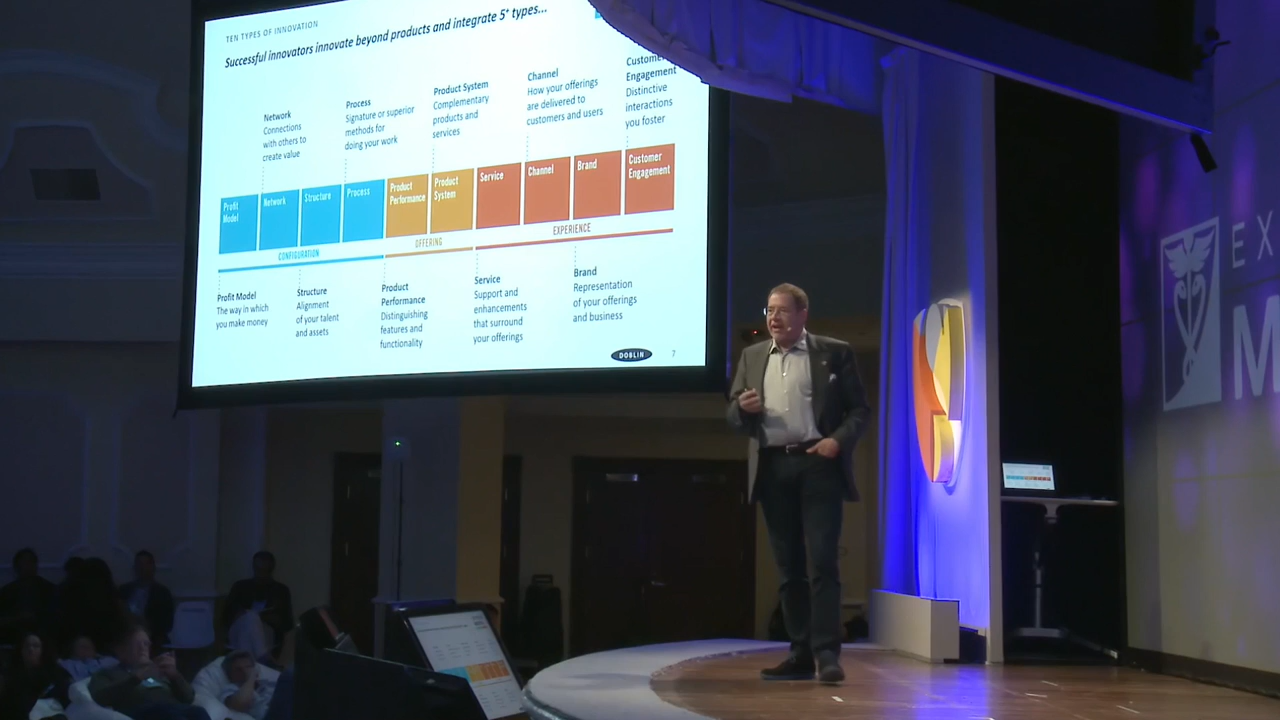 TEN TYPES OF INNOVATION
Successful innovators innovate beyond products and integrate 5+ types...
Network
Connections
with others to
create value
Process
Signature or superior
methods for
doing your work
Product System
Complementary
products and
services
Channel
How your offerings
are delivered to
customers and users
Customer
Engagement
Distinctive
interactions
you foster
Profit
Model
Network
Structure
Process
Product
Performance
Product
System
Service
Channel
Brand
Customer
Engagement
CONFIGURATION
OFFERING
EXPERIENCE
Profit Model
The way in which
you make money
Structure
Alignment
of your talent
and assets
Product
Performance
Distinguishing
features and
functionality
Service
Support and
enhancements
that surround
your offerings
Brand
Representation
of your offerings
and business
DOBLIN
7
EX
M